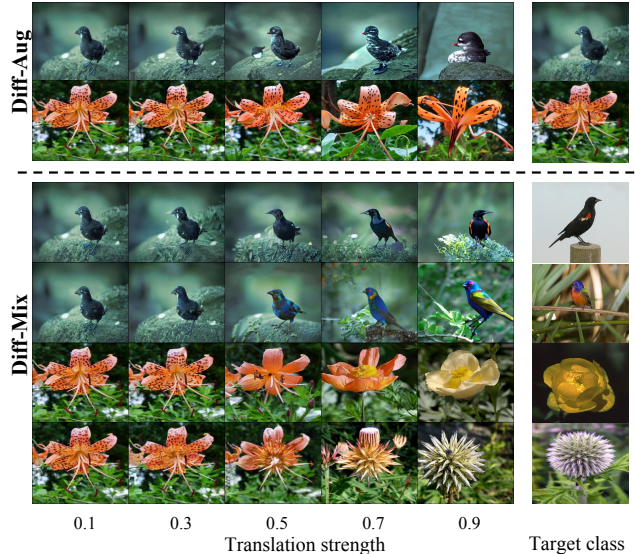 Diff-Aug
Diff-Mix
0.1 0.3 0.5 0.7 0.9
Translation strength Target class